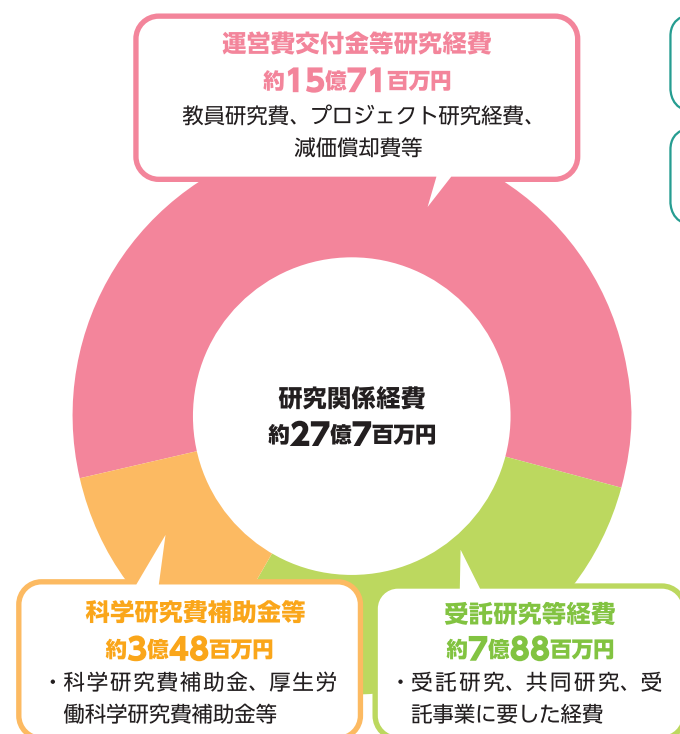 運営費交付金等研究経費
約15億71百万円
教員研究費、プロジェクト研究経費、
減価償却費等
研究関係経費
約27億7百万円
科学研究費補助金等
約3億48百万円
・科学研究費補助金、厚生労
働科学研究費補助金等
受託研究等経費
約7億88百万円
・受託研究、共同研究、受
託事業に要した経費